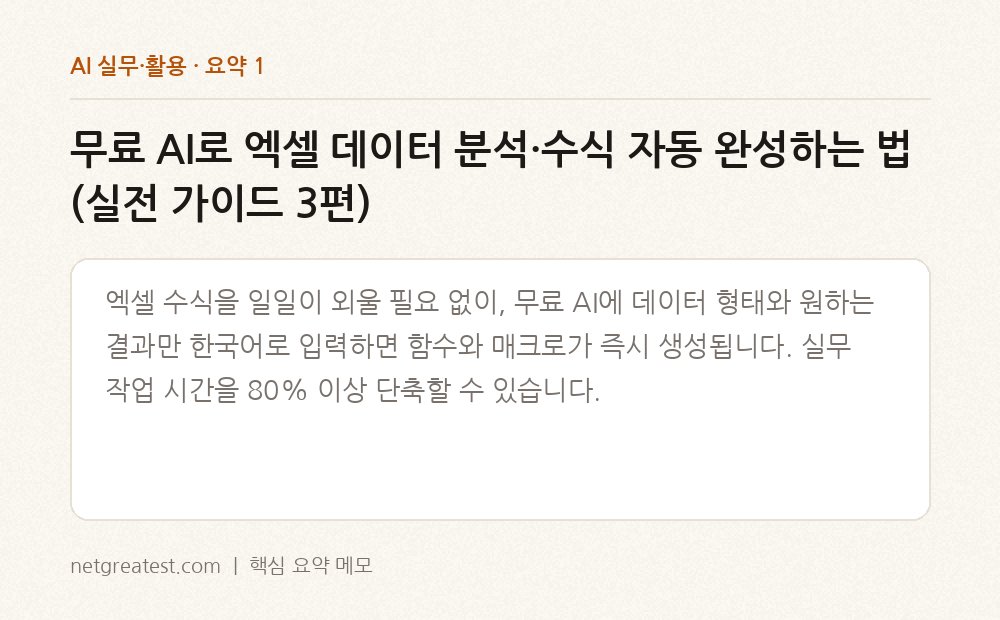 AI 실무·활용 · 요약 1
무료 AI로 엑셀 데이터 분석·수식 자동 완성하는 법
(실전 가이드 3편)
엑셀 수식을 일일이 외울 필요 없이, 무료 AI에 데이터 형태와 원하는
결과만 한국어로 입력하면 함수와 매크로가 즉시 생성됩니다. 실무
작업 시간을 80% 이상 단축할 수 있습니다.
netgreatest.com | 핵심 요약 메모